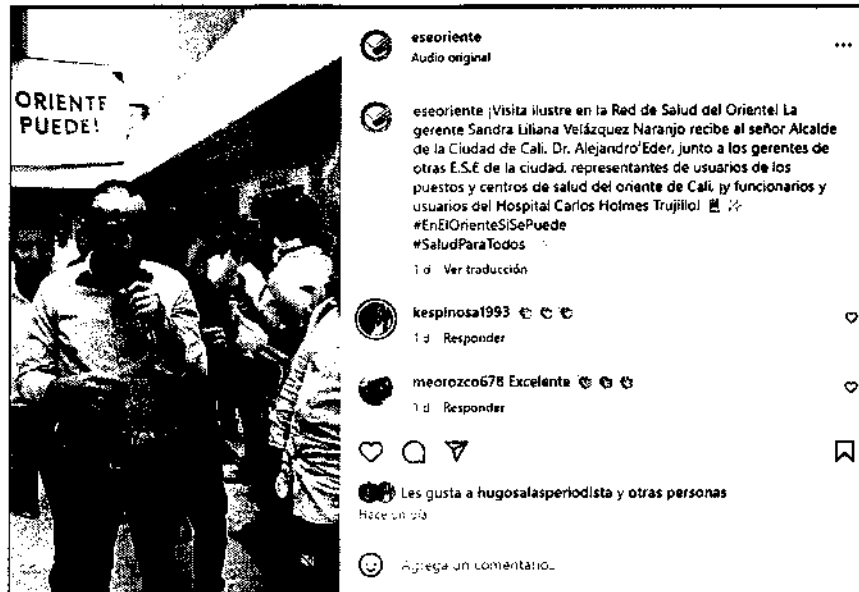 ORIENTE
PUEDE!
eseoriente
Audio original
eseoriente ¡Visita ilustre en la Red de Salud del Oriente! La
gerente Sandra Liliana Velázquez Naranjo recibe al señor Alcalde
de la Ciudad de Cali. Dr. Alejandro Eder. junto a los gerentes de
otras E.S.E de la ciudad. representantes de usuarios de los
puestos y centros de salud del oriente de Cali. ¡y funcionarios y
usuarios del Hospital Carlos Holmes Trujillo!
#EnElOrienteSiSePuede
#SaludParaTodos
1 d Ver traducción
kespinosa1993
1 d Responder
meorozco678 Excelente
1 d Responder
Les gusta a hugosalasperiodista y otras personas
Hace un día
Agrega un comentario...